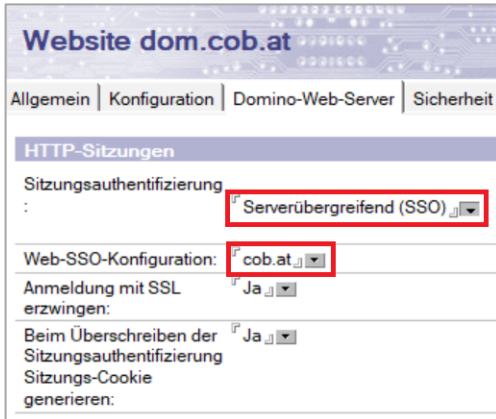 Website dom.cob.at
Allgemein | Konfiguration | Domino-Web-Server | Sicherheit
HTTP-Sitzungen
Sitzungsauthentifizierung
: Serverübergreifend (SSO)
Web-SSO-Konfiguration: cob.at
Anmeldung mit SSL Ja
erzwingen:
Beim Überschreiben der Ja
Sitzungsauthentifizierung
Sitzungs-Cookie
generieren: